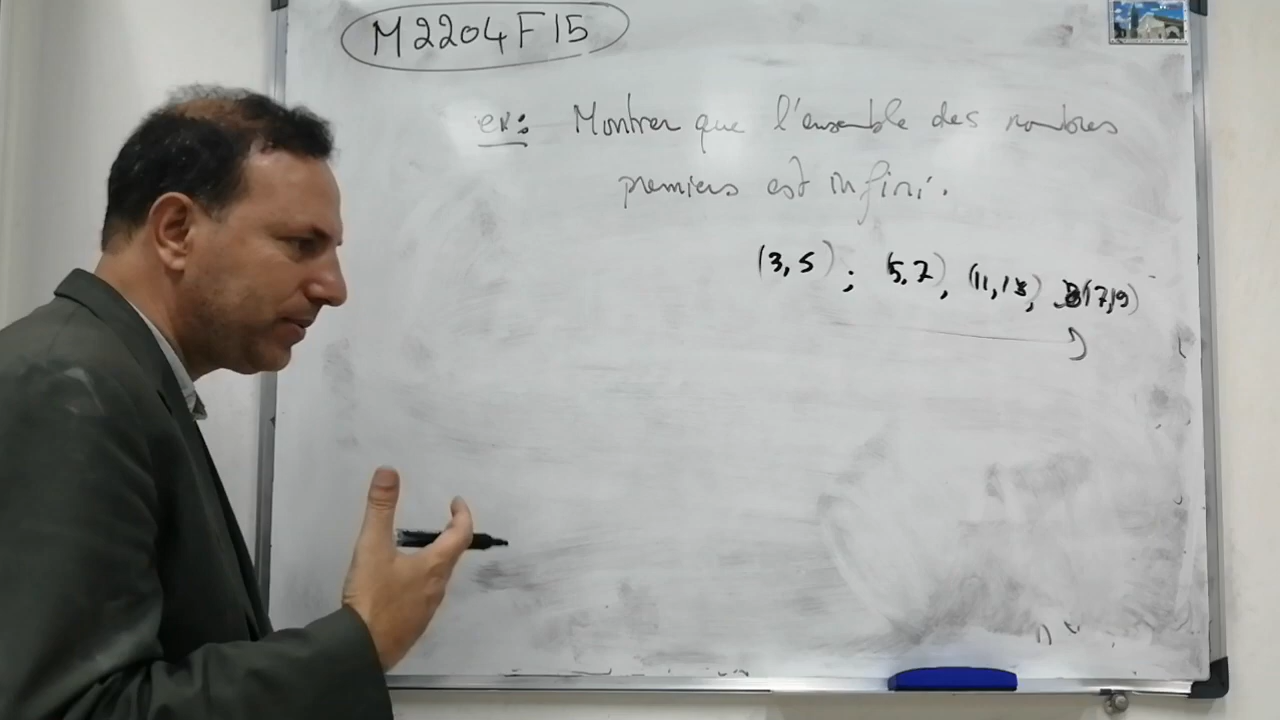 M2204F15
ex: Montrer que l'ensemble des nombres
premiers est infini.
(3,5) ; (5,7), (11,13), (17,19)